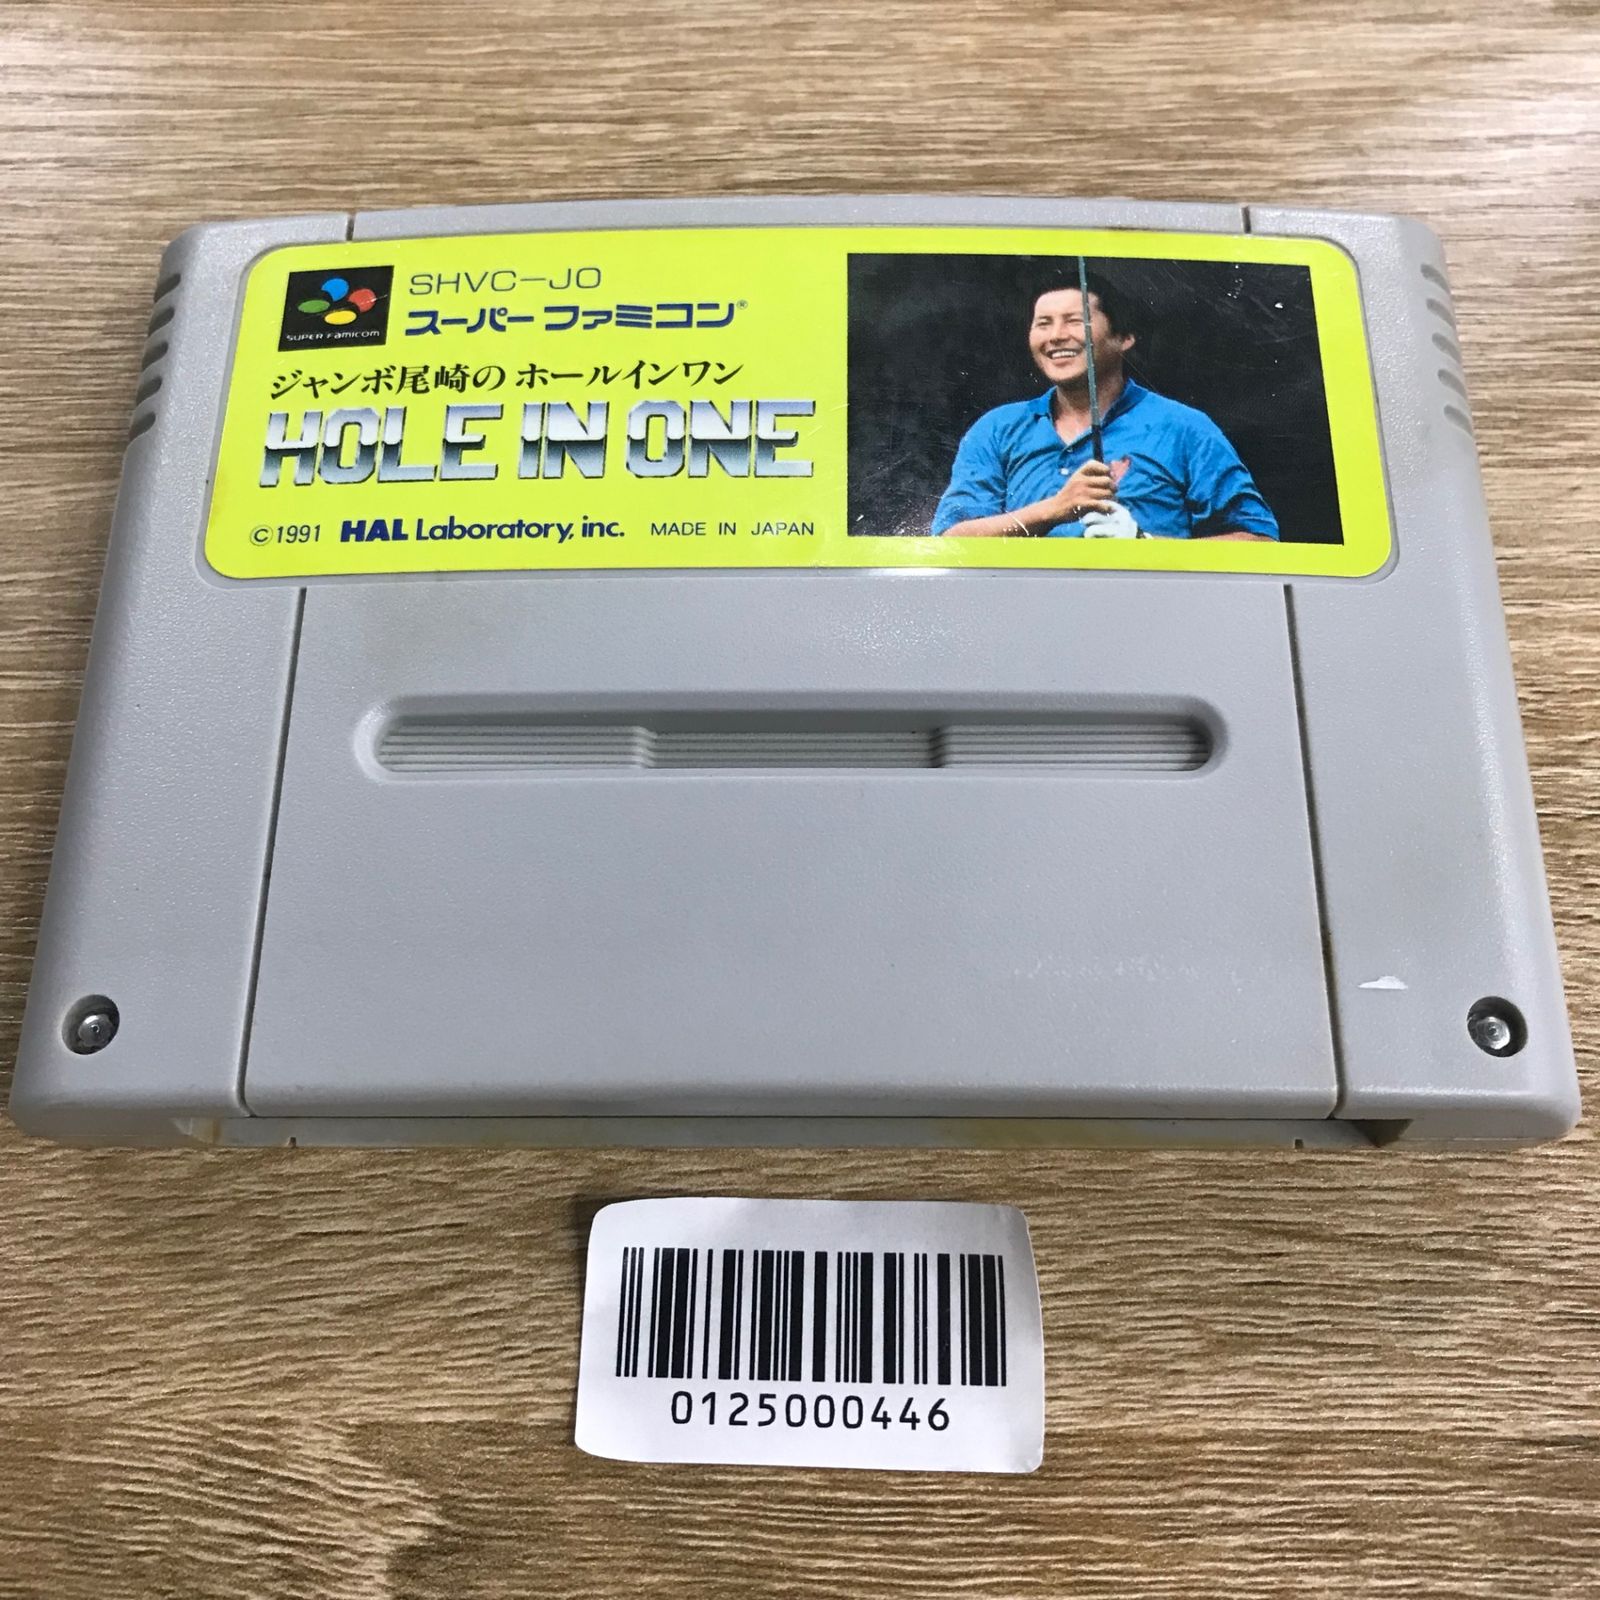 SHVC-JO
SUPER Famicom
スーパーファミコン®
ジャンボ尾崎の ホールインワン
HOLE IN ONE
©1991 HAL Laboratory, inc. MADE IN JAPAN
0125000446